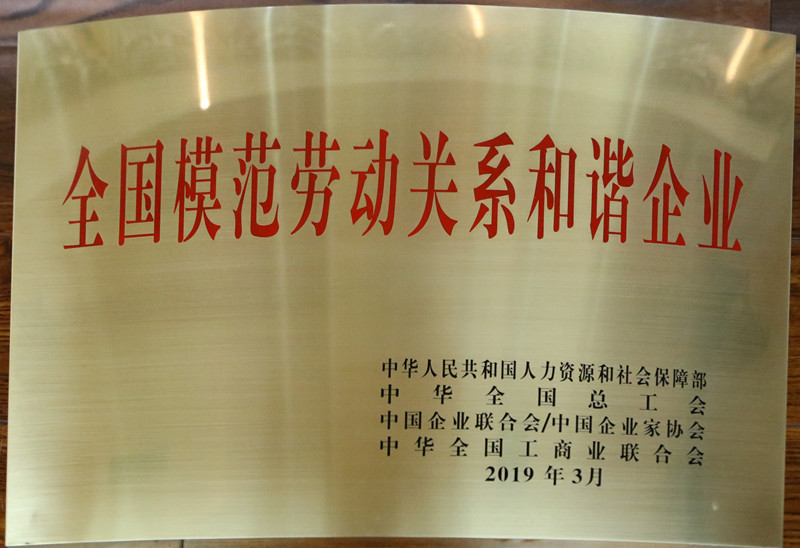 全国模范劳动关系和谐企业
中华人民共和国人力资源和社会保障部
中华全国总工会
中国企业联合会/中国企业家协会
中华全国工商业联合会
2019 年 3月